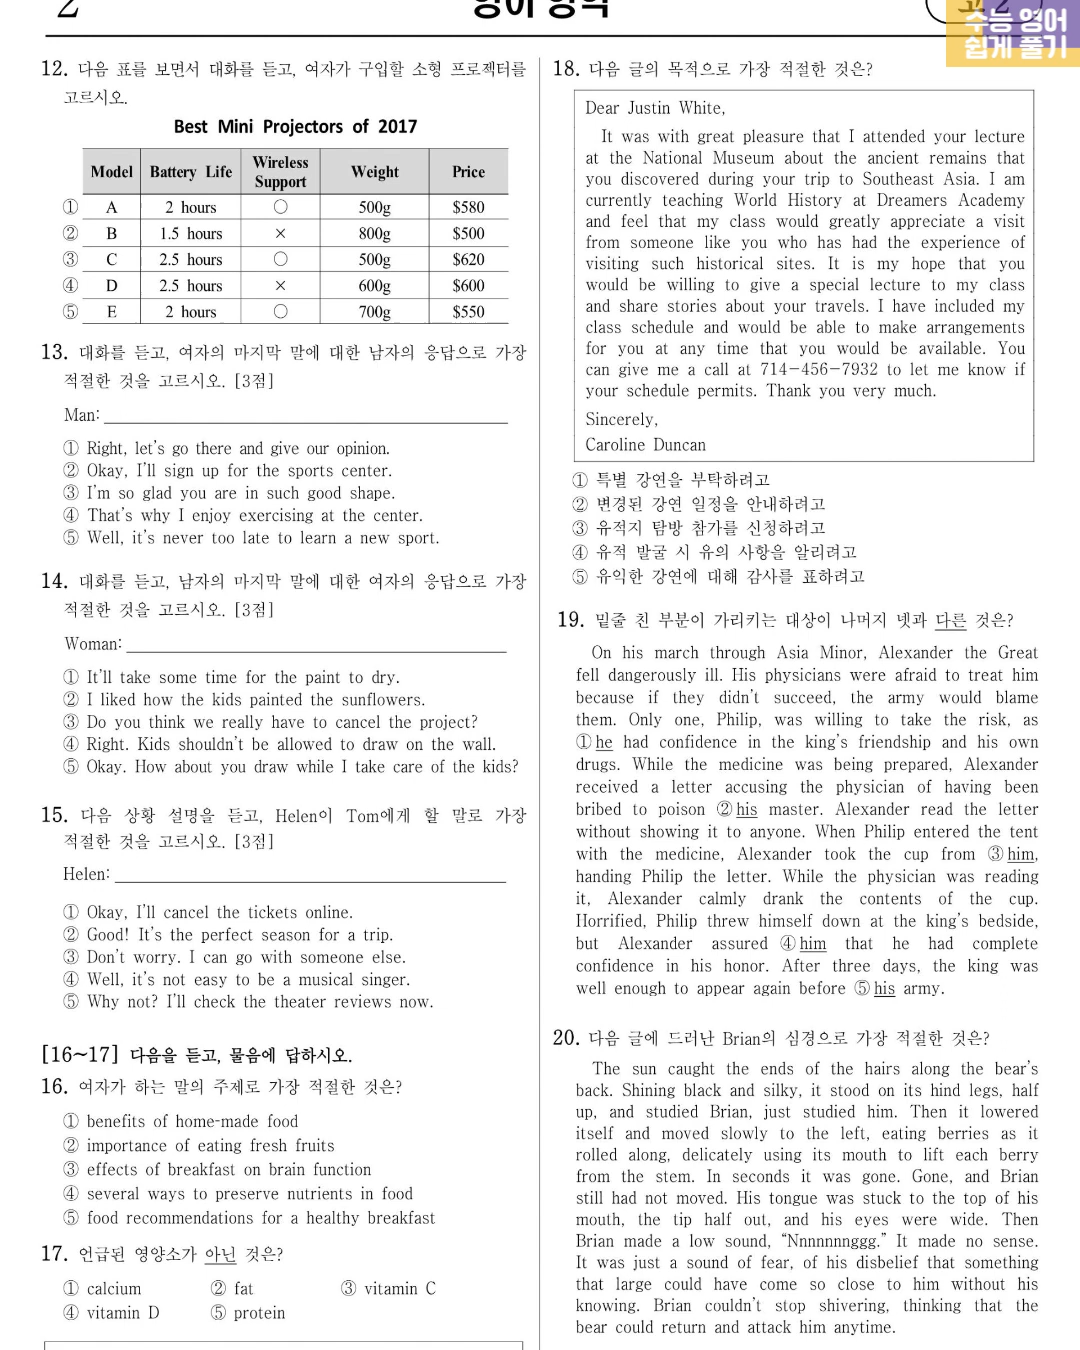 2
영어 영역
고 2
수능 영어
쉽게 풀기
12. 다음 표를 보면서 대화를 듣고, 여자가 구입할 소형 프로젝터를
고르시오.
Best Mini Projectors of 2017
Model Battery Life Wireless Support Weight Price
① A 2 hours ○ 500g $580
② B 1.5 hours × 800g $500
③ C 2.5 hours ○ 500g $620
④ D 2.5 hours × 600g $600
⑤ E 2 hours ○ 700g $550
13. 대화를 듣고, 여자의 마지막 말에 대한 남자의 응답으로 가장
적절한 것을 고르시오. [3점]
Man:
① Right, let's go there and give our opinion.
② Okay, I'll sign up for the sports center.
③ I'm so glad you are in such good shape.
④ That's why I enjoy exercising at the center.
⑤ Well, it's never too late to learn a new sport.
14. 대화를 듣고, 남자의 마지막 말에 대한 여자의 응답으로 가장
적절한 것을 고르시오. [3점]
Woman:
① It'll take some time for the paint to dry.
② I liked how the kids painted the sunflowers.
③ Do you think we really have to cancel the project?
④ Right. Kids shouldn't be allowed to draw on the wall.
⑤ Okay. How about you draw while I take care of the kids?
15. 다음 상황 설명을 듣고, Helen이 Tom에게 할 말로 가장
적절한 것을 고르시오. [3점]
Helen:
① Okay, I'll cancel the tickets online.
② Good! It's the perfect season for a trip.
③ Don't worry. I can go with someone else.
④ Well, it's not easy to be a musical singer.
⑤ Why not? I'll check the theater reviews now.
[16~17] 다음을 듣고, 물음에 답하시오.
16. 여자가 하는 말의 주제로 가장 적절한 것은?
① benefits of home-made food
② importance of eating fresh fruits
③ effects of breakfast on brain function
④ several ways to preserve nutrients in food
⑤ food recommendations for a healthy breakfast
17. 언급된 영양소가 아닌 것은?
① calcium ② fat ③ vitamin C
④ vitamin D ⑤ protein
18. 다음 글의 목적으로 가장 적절한 것은?
Dear Justin White,
It was with great pleasure that I attended your lecture
at the National Museum about the ancient remains that
you discovered during your trip to Southeast Asia. I am
currently teaching World History at Dreamers Academy
and feel that my class would greatly appreciate a visit
from someone like you who has had the experience of
visiting such historical sites. It is my hope that you
would be willing to give a special lecture to my class
and share stories about your travels. I have included my
class schedule and would be able to make arrangements
for you at any time that you would be available. You
can give me a call at 714-456-7932 to let me know if
your schedule permits. Thank you very much.
Sincerely,
Caroline Duncan
① 특별 강연을 부탁하려고
② 변경된 강연 일정을 안내하려고
③ 유적지 탐방 참가를 신청하려고
④ 유적 발굴 시 유의 사항을 알리려고
⑤ 유익한 강연에 대해 감사를 표하려고
19. 밑줄 친 부분이 가리키는 대상이 나머지 넷과 다른 것은?
On his march through Asia Minor, Alexander the Great
fell dangerously ill. His physicians were afraid to treat him
because if they didn't succeed, the army would blame
them. Only one, Philip, was willing to take the risk, as
① he had confidence in the king's friendship and his own
drugs. While the medicine was being prepared, Alexander
received a letter accusing the physician of having been
bribed to poison ② his master. Alexander read the letter
without showing it to anyone. When Philip entered the tent
with the medicine, Alexander took the cup from ③ him,
handing Philip the letter. While the physician was reading
it, Alexander calmly drank the contents of the cup.
Horrified, Philip threw himself down at the king's bedside,
but Alexander assured ④ him that he had complete
confidence in his honor. After three days, the king was
well enough to appear again before ⑤ his army.
20. 다음 글에 드러난 Brian의 심경으로 가장 적절한 것은?
The sun caught the ends of the hairs along the bear's
back. Shining black and silky, it stood on its hind legs, half
up, and studied Brian, just studied him. Then it lowered
itself and moved slowly to the left, eating berries as it
rolled along, delicately using its mouth to lift each berry
from the stem. In seconds it was gone. Gone, and Brian
still had not moved. His tongue was stuck to the top of his
mouth, the tip half out, and his eyes were wide. Then
Brian made a low sound, "Nnnnnnnggg." It made no sense.
It was just a sound of fear, of his disbelief that something
that large could have come so close to him without his
knowing. Brian couldn't stop shivering, thinking that the
bear could return and attack him anytime.